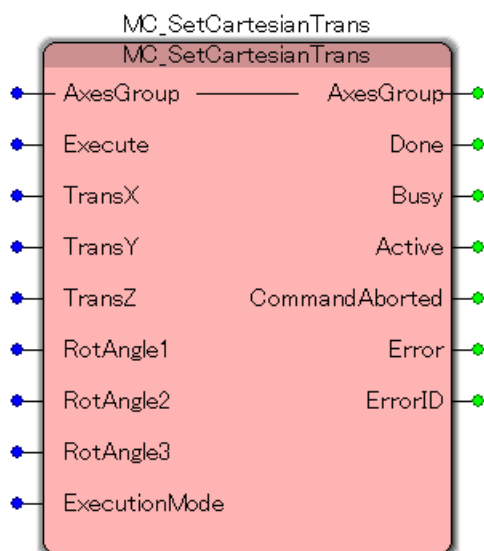 MC_SetCartesianTrans
MC_SetCartesianTrans
AxesGroup AxesGroup
Execute Done
TransX Busy
TransY Active
TransZ CommandAborted
RotAngle1 Error
RotAngle2 ErrorID
RotAngle3
ExecutionMode